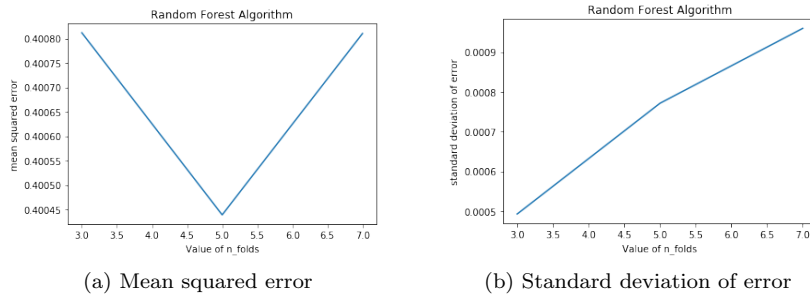 Random Forest Algorithm
0.40080
0.40075
0.40070
0.40065
0.40060
0.40055
0.40050
0.40045
mean squared error
3.0 3.5 4.0 4.5 5.0 5.5 6.0 6.5 7.0
Value of n_folds
(a) Mean squared error
Random Forest Algorithm
0.0009
0.0008
0.0007
0.0006
0.0005
standard deviation of error
3.0 3.5 4.0 4.5 5.0 5.5 6.0 6.5 7.0
Value of n_folds
(b) Standard deviation of error